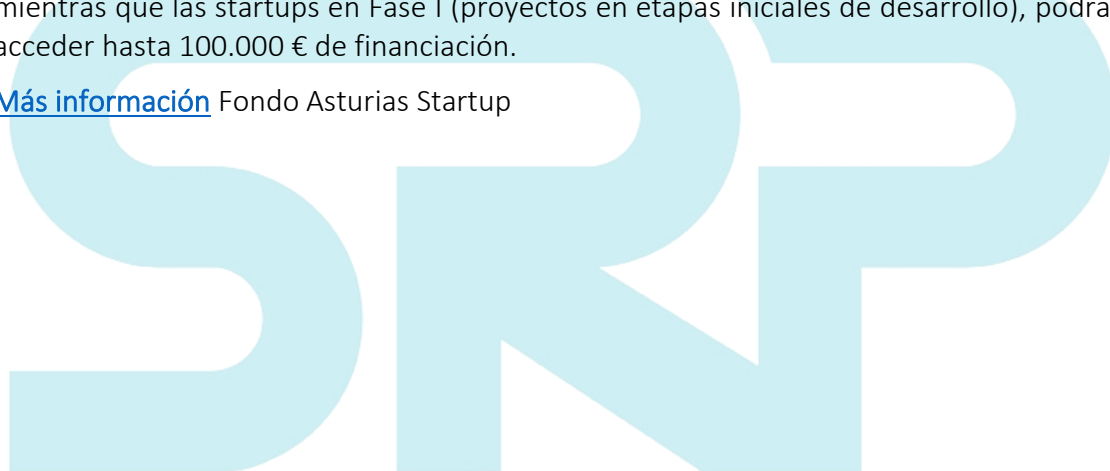 mientras que las startups en Fase I (proyectos en etapas iniciales de desarrollo), podrá
acceder hasta 100.000 € de financiación.
Más información Fondo Asturias Startup
SRP